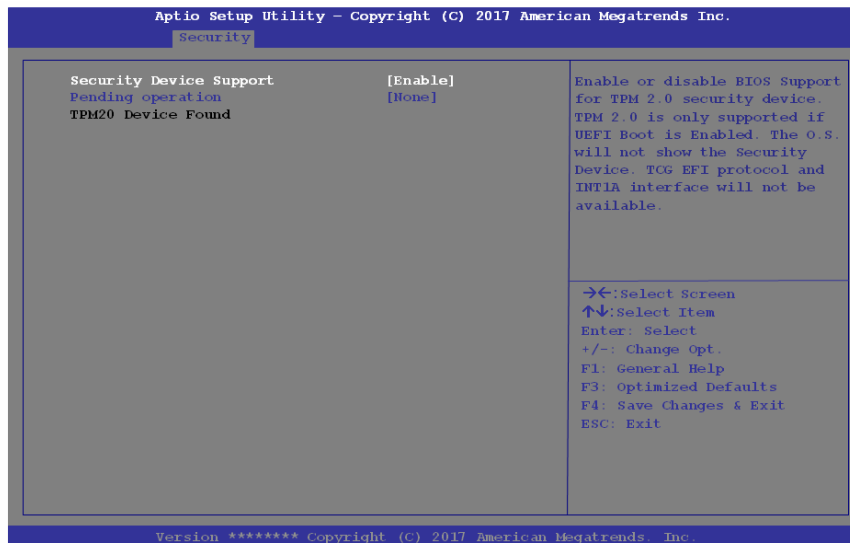 Aptio Setup Utility – Copyright (C) 2017 American Megatrends Inc.
Security
Security Device Support [Enable]
Pending operation [None]
TPM20 Device Found
Enable or disable BIOS Support
for TPM 2.0 security device.
TPM 2.0 is only supported if
UEFI Boot is Enabled. The O.S.
will not show the Security
Device. TCG EFI protocol and
INT1A interface will not be
available.
→←:Select Screen
↑↓:Select Item
Enter: Select
+/-: Change Opt.
F1: General Help
F3: Optimized Defaults
F4: Save Changes & Exit
ESC: Exit
Version ******** Copyright (C) 2017 American Megatrends. Inc.